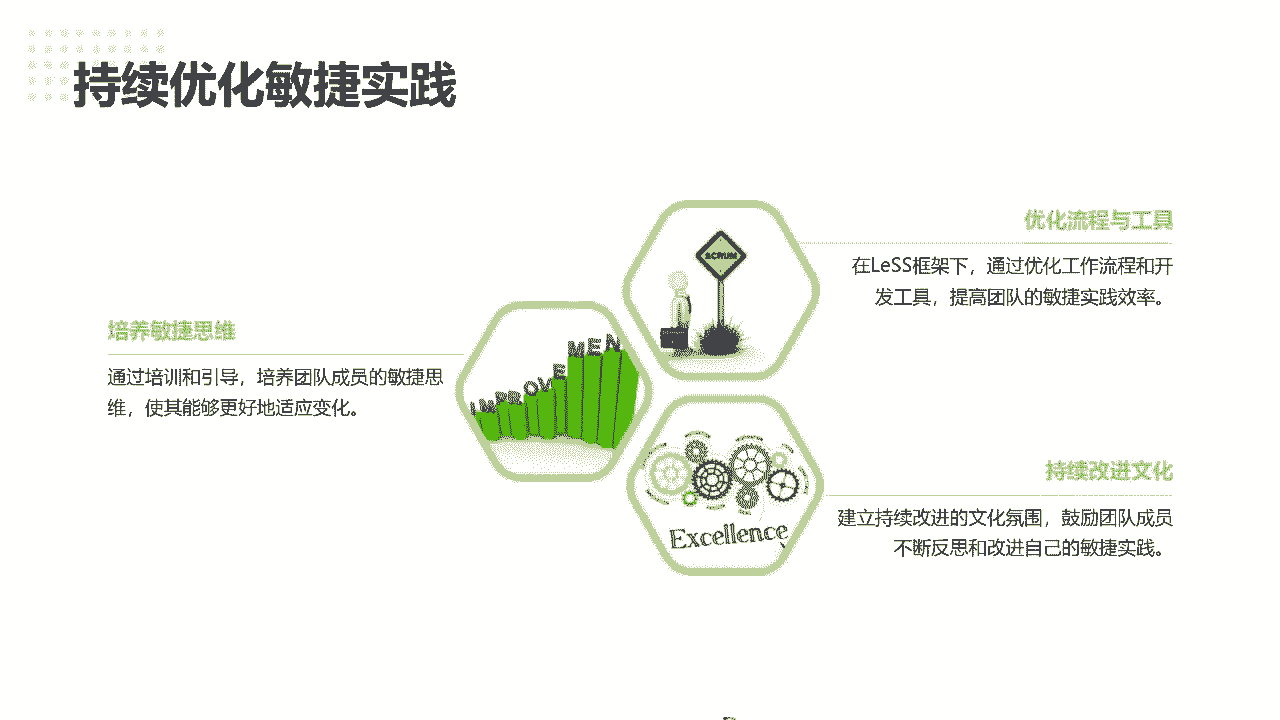 持续优化敏捷实践
优化流程与工具
在LeSS框架下，通过优化工作流程和开
发工具，提高团队的敏捷实践效率。
SCRUM
培养敏捷思维
通过培训和引导，培养团队成员的敏捷思
维，使其能够更好地适应变化。
IMPROVEMEN
持续改进文化
建立持续改进的文化氛围，鼓励团队成员
不断反思和改进自己的敏捷实践。
Excellence